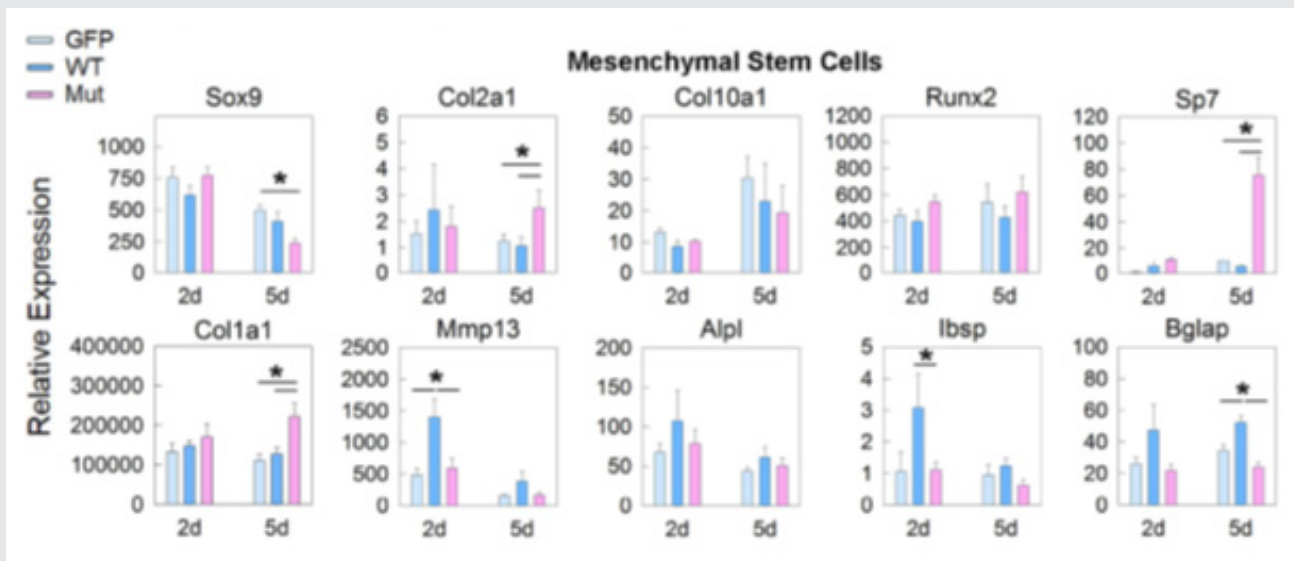 GFP
WT
Mut
Mesenchymal Stem Cells
Relative Expression
Sox9
1000
750
500
250
0
2d 5d
*
Col2a1
6
5
4
3
2
1
0
2d 5d
*
Col10a1
50
40
30
20
10
0
2d 5d
Runx2
1200
1000
800
600
400
200
0
2d 5d
Sp7
120
100
80
60
40
20
0
2d 5d
*
Col1a1
400000
300000
200000
100000
0
2d 5d
*
Mmp13
2500
2000
1500
1000
500
0
2d 5d
*
Alpl
200
150
100
50
0
2d 5d
Ibsp
5
4
3
2
1
0
2d 5d
*
Bglap
100
80
60
40
20
0
2d 5d
*